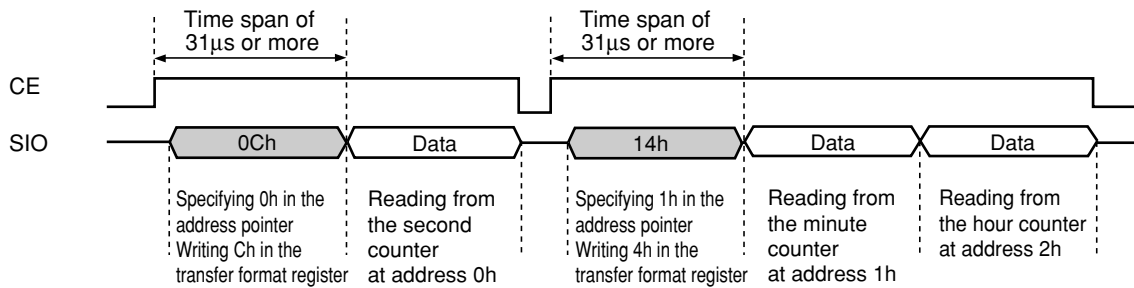 Time span of
31μs or more
Time span of
31μs or more
CE
SIO
0Ch
Data
14h
Data
Data
Specifying 0h in the
address pointer
Writing Ch in the
transfer format register
Reading from
the second
counter
at address 0h
Specifying 1h in the
address pointer
Writing 4h in the
transfer format register
Reading from
the minute
counter
at address 1h
Reading from
the hour counter
at address 2h